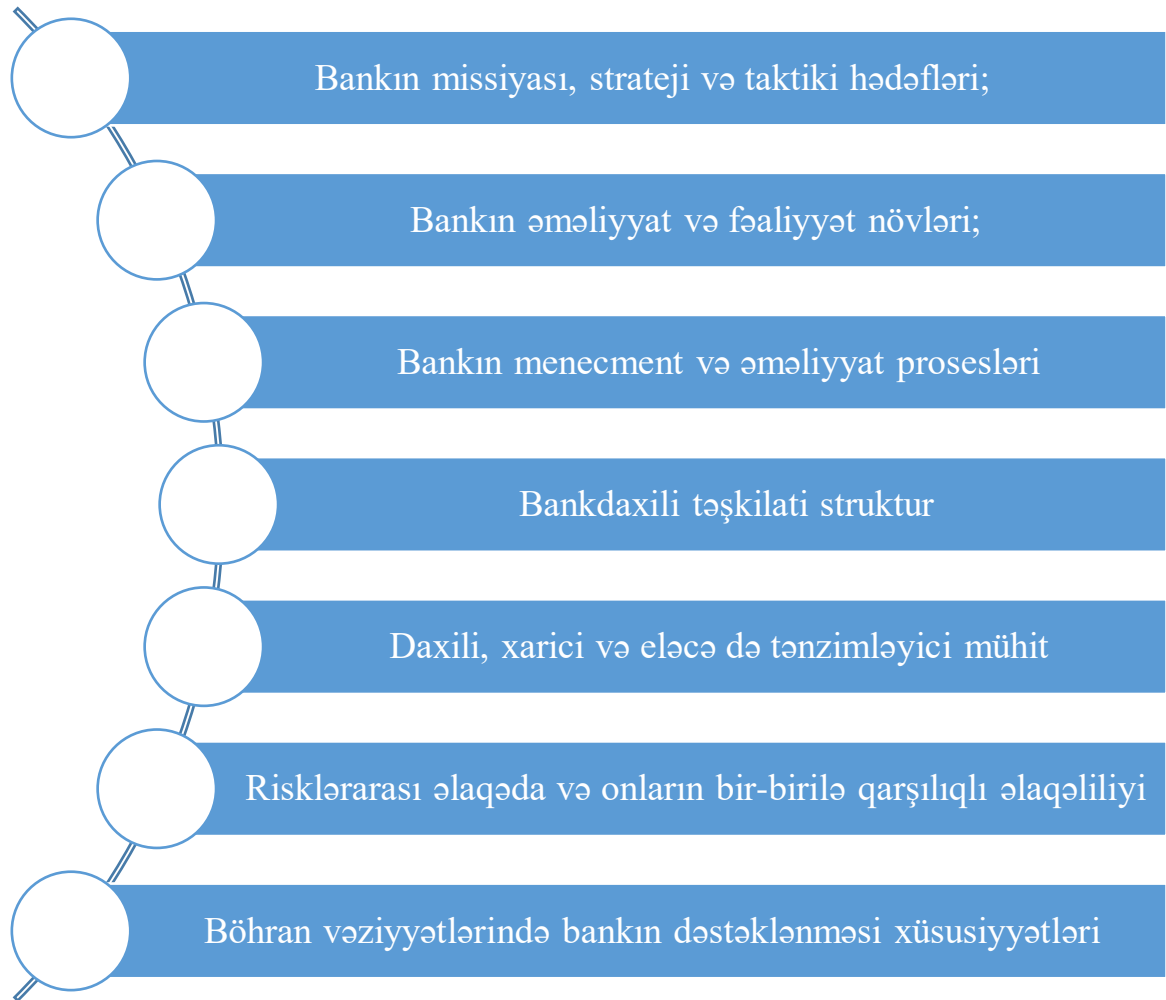 Bankın missiyası, strateji və taktiki hədəfləri;
Bankın əməliyyat və fəaliyyət növləri;
Bankın menecment və əməliyyat prosesləri
Bankdaxili təşkilati struktur
Daxili, xarici və eləcə də tənzimləyici mühit
Risklərarası əlaqədə və onların bir-birilə qarşılıqlı əlaqəliliyi
Böhran vəziyyətlərində bankın dəstəklənməsi xüsusiyyətləri